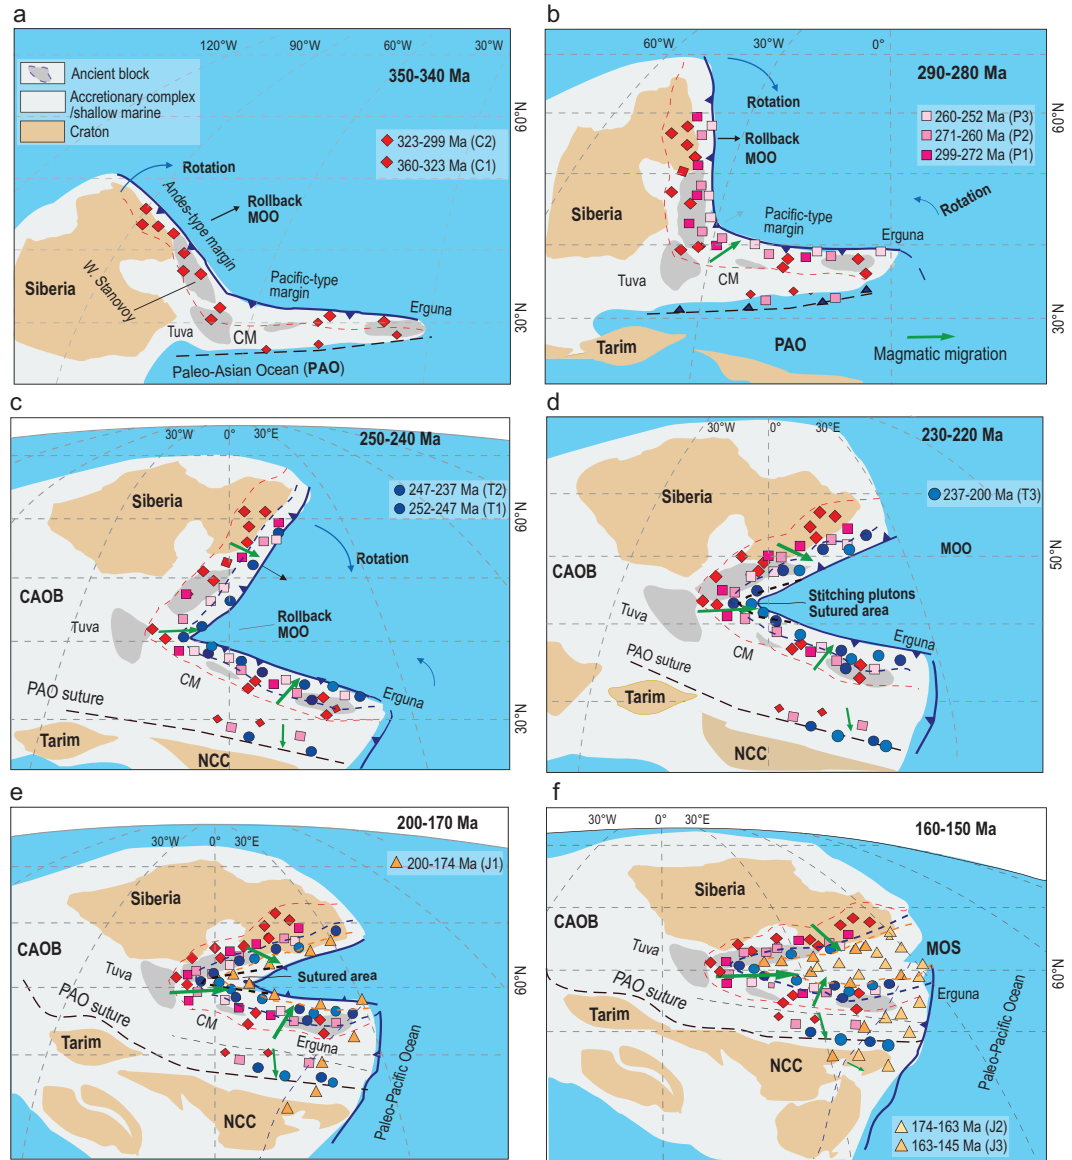 a
120°W
90°W
60°W
30°W
350-340 Ma
Ancient block
Accretionary complex
/shallow marine
Craton
60°N
323-299 Ma (C2)
360-323 Ma (C1)
Rotation
Rollback
MOO
Andes-type margin
Siberia
W. Stanovoy
Pacific-type
margin
Erguna
Tuva
CM
30°N
Paleo-Asian Ocean (PAO)
b
60°W
30°W
0°
290-280 Ma
Rotation
60°N
260-252 Ma (P3)
271-260 Ma (P2)
299-272 Ma (P1)
Rollback
MOO
Rotation
Siberia
Pacific-type
margin
Erguna
Tuva
CM
30°N
Tarim
PAO
Magmatic migration
c
30°W
0°
30°E
250-240 Ma
Siberia
247-237 Ma (T2)
252-247 Ma (T1)
60°N
Rotation
CAOB
Tuva
Rollback
MOO
CM
Erguna
PAO suture
30°N
Tarim
NCC
d
30°W
0°
30°E
230-220 Ma
Siberia
237-200 Ma (T3)
MOO
50°N
CAOB
Stitching plutons
Sutured area
Tuva
Erguna
CM
PAO suture
Tarim
NCC
e
200-170 Ma
30°W
0°
30°E
200-174 Ma (J1)
Siberia
CAOB
Tuva
Sutured area
60°N
PAO suture
CM
Erguna
Tarim
Paleo-Pacific Ocean
NCC
f
30°W
0°
30°E
160-150 Ma
Siberia
CAOB
Tuva
MOS
60°N
PAO suture
Erguna
Tarim
NCC
Paleo-Pacific Ocean
174-163 Ma (J2)
163-145 Ma (J3)